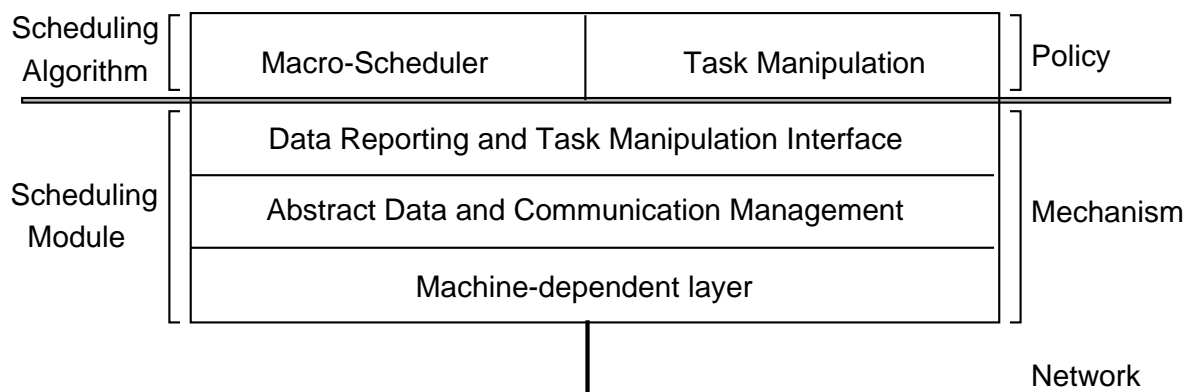 Scheduling
Algorithm
Macro-Scheduler
Task Manipulation
Policy
Data Reporting and Task Manipulation Interface
Scheduling
Module
Abstract Data and Communication Management
Mechanism
Machine-dependent layer
Network